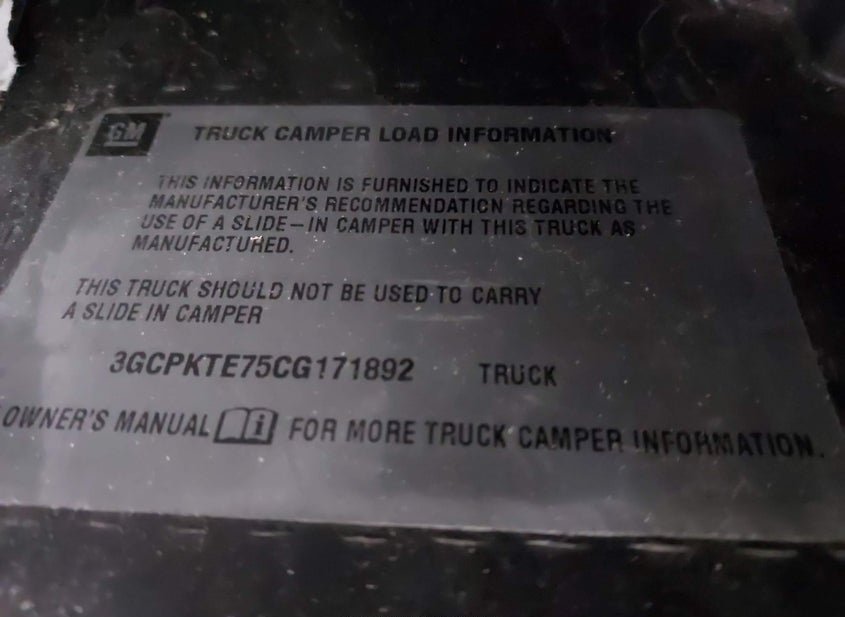 GM TRUCK CAMPER LOAD INFORMATION
THIS INFORMATION IS FURNISHED TO INDICATE THE
MANUFACTURER'S RECOMMENDATION REGARDING THE
USE OF A SLIDE–IN CAMPER WITH THIS TRUCK AS
MANUFACTURED.
THIS TRUCK SHOULD NOT BE USED TO CARRY
A SLIDE IN CAMPER
3GCPKTE75CG171892 TRUCK
OWNER'S MANUAL FOR MORE TRUCK CAMPER INFORMATION.